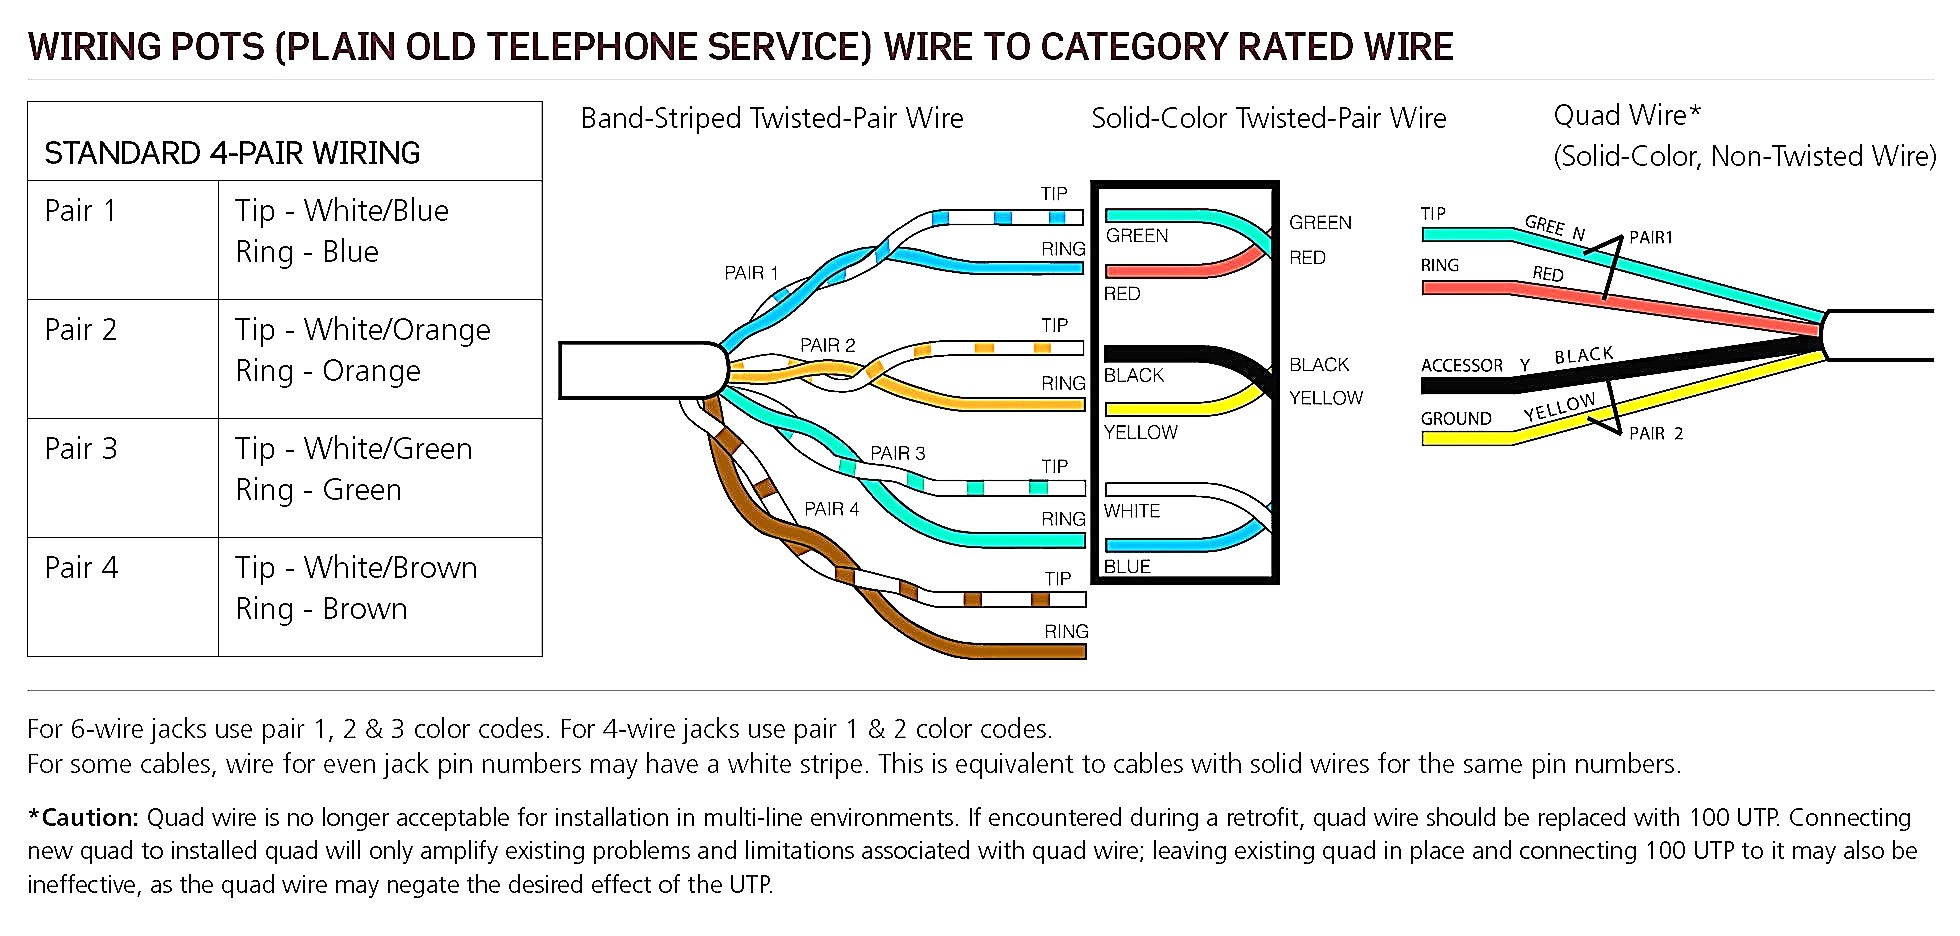 WIRING POTS (PLAIN OLD TELEPHONE SERVICE) WIRE TO CATEGORY RATED WIRE
STANDARD 4-PAIR WIRING
Pair 1
Tip - White/Blue
Ring - Blue
Pair 2
Tip - White/Orange
Ring - Orange
Pair 3
Tip - White/Green
Ring - Green
Pair 4
Tip - White/Brown
Ring - Brown
Band-Striped Twisted-Pair Wire
TIP
RING
PAIR 1
TIP
PAIR 2
RING
PAIR 3
TIP
PAIR 4
RING
TIP
RING
Solid-Color Twisted-Pair Wire
GREEN
RED
GREEN
RED
BLACK
YELLOW
BLACK
YELLOW
WHITE
BLUE
Quad Wire*
(Solid-Color, Non-Twisted Wire)
TIP
GREE N
PAIR1
RING
RED
ACCESSOR Y
BLACK
GROUND
YELLOW
PAIR 2
For 6-wire jacks use pair 1, 2 & 3 color codes. For 4-wire jacks use pair 1 & 2 color codes.
For some cables, wire for even jack pin numbers may have a white stripe. This is equivalent to cables with solid wires for the same pin numbers.
*Caution: Quad wire is no longer acceptable for installation in multi-line environments. If encountered during a retrofit, quad wire should be replaced with 100 UTP. Connecting
new quad to installed quad will only amplify existing problems and limitations associated with quad wire; leaving existing quad in place and connecting 100 UTP to it may also be
ineffective, as the quad wire may negate the desired effect of the UTP.